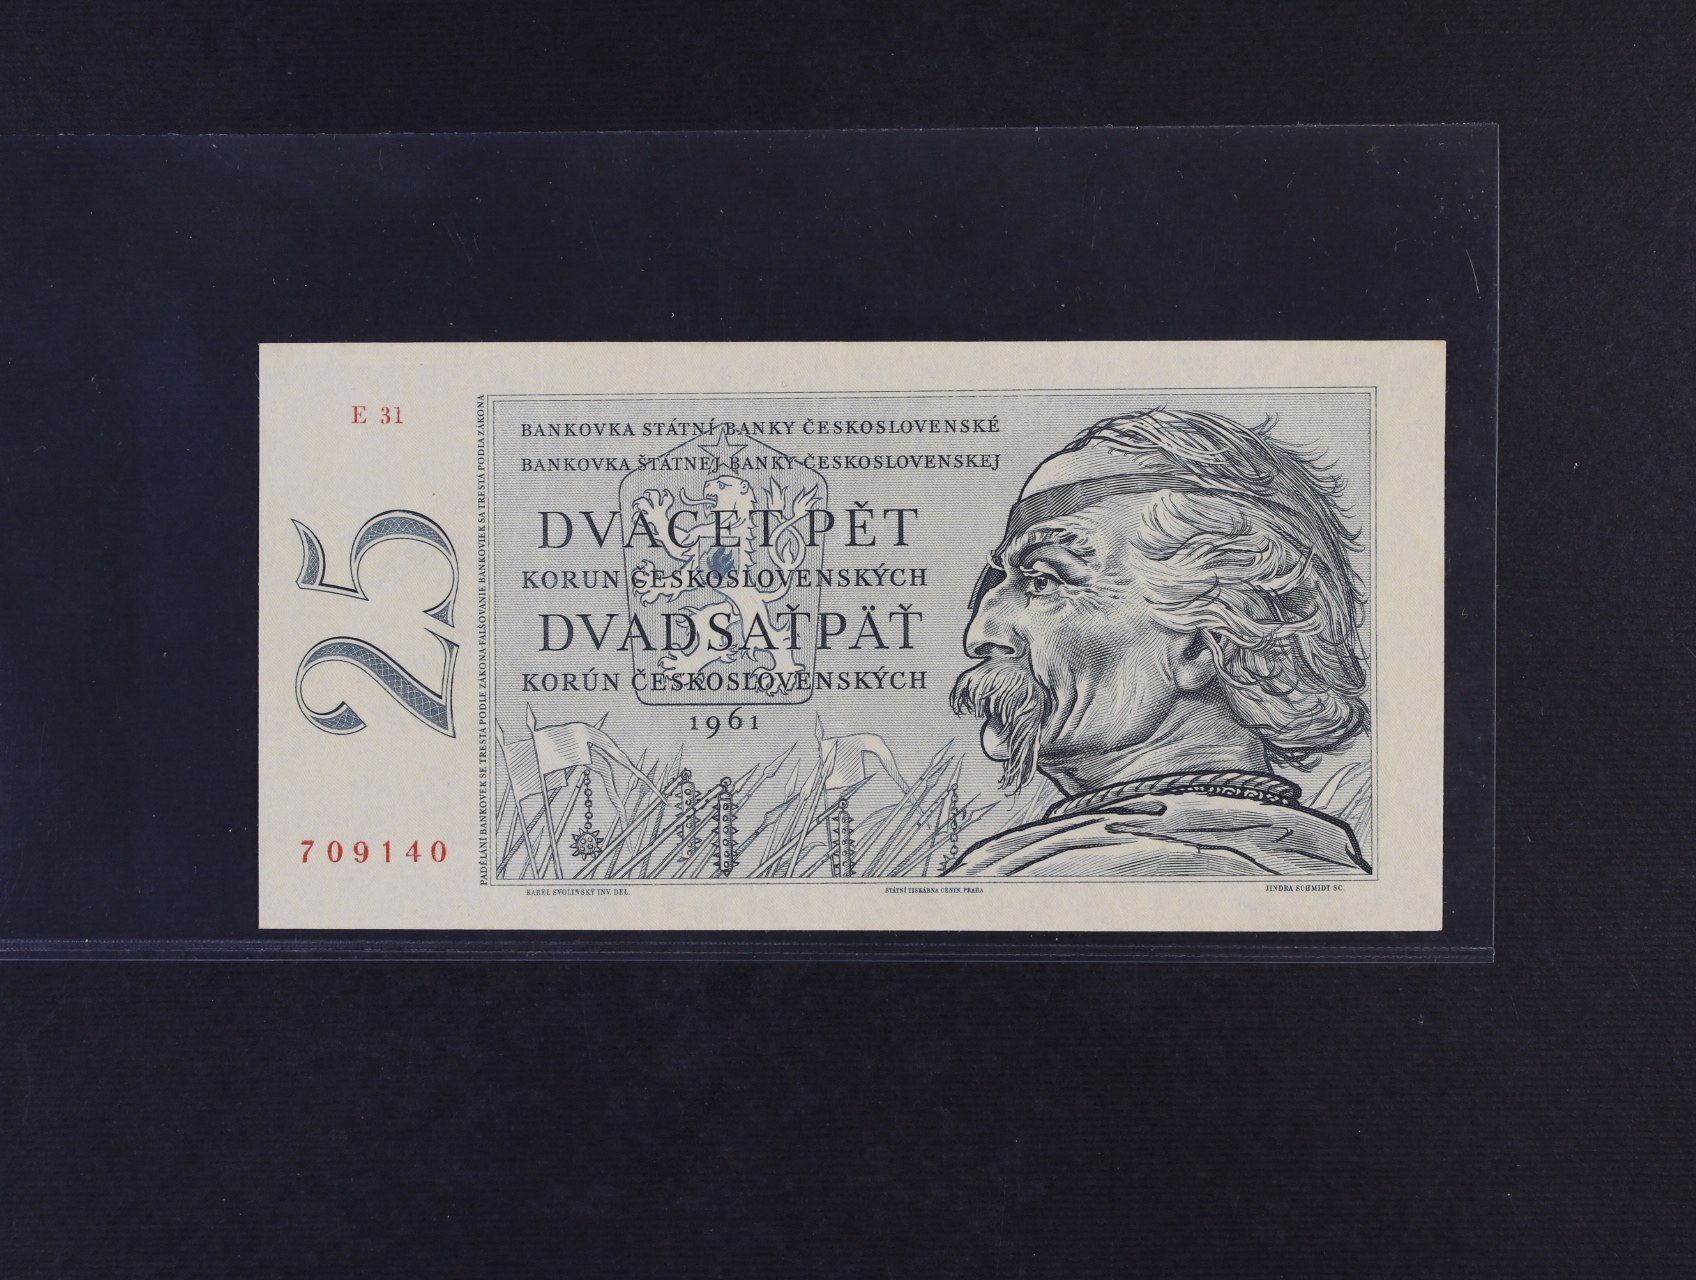 E 31
25
709140
PADĚLÁNÍ BANKOVEK SE TRESTÁ PODLE ZÁKONA·FALŠOVANIE BANKOVIEK SA TRESTÁ PODĽA ZÁKONA
BANKOVKA STÁTNÍ BANKY ČESKOSLOVENSKÉ
BANKOVKA ŠTÁTNEJ BANKY ČESKOSLOVENSKEJ
DVACET PĚT
KORUN ČESKOSLOVENSKÝCH
DVADSAŤPÄŤ
KORÚN ČESKOSLOVENSKÝCH
1961
KAREL SVOLINSKÝ INV. DEL.
STÁTNÍ TISKÁRNA CENIN, PRAHA
JINDRA SCHMIDT SC.